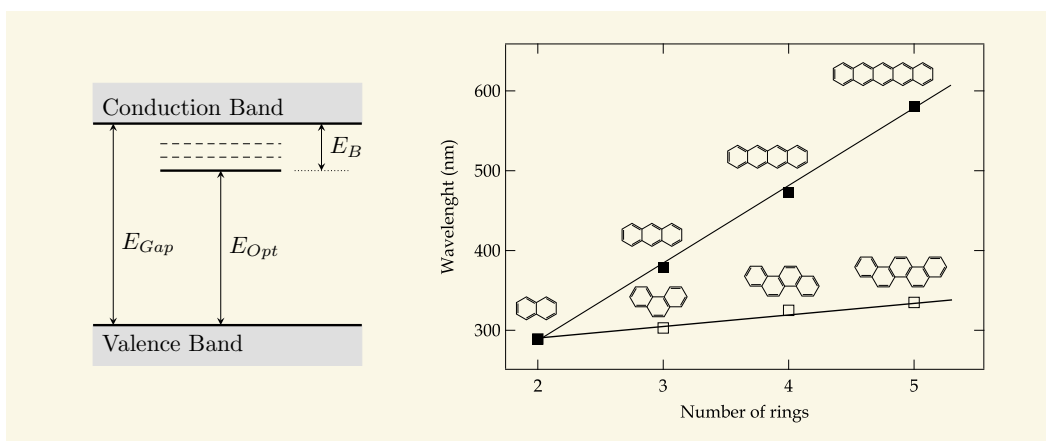 Conduction Band
E_B
E_Gap
E_Opt
Valence Band
Wavelenght (nm)
600
500
400
300
2 3 4 5
Number of rings